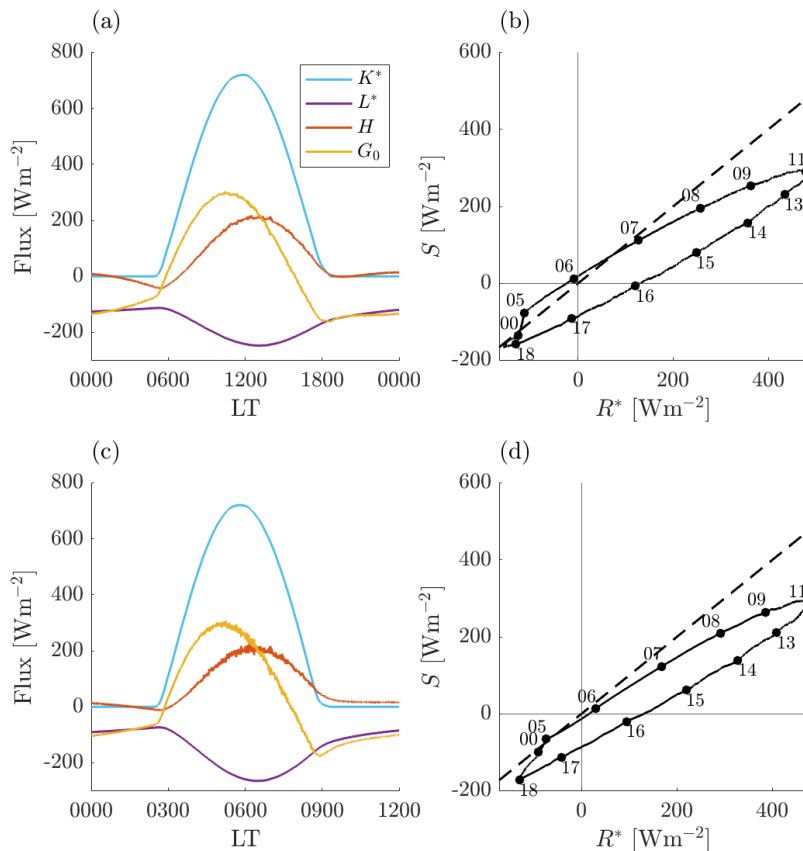 (a)
Flux [Wm⁻²]
800
600
400
200
0
-200
K*
L*
H
G₀
0000 0600 1200 1800 0000
LT
(b)
S [Wm⁻²]
600
400
200
0
-200
00
05
06
07
08
09
11
13
14
15
16
17
18
0 200 400
R* [Wm⁻²]
(c)
Flux [Wm⁻²]
800
600
400
200
0
-200
0000 0300 0600 0900 1200
LT
(d)
S [Wm⁻²]
600
400
200
0
-200
00
05
06
07
08
09
11
13
14
15
16
17
18
0 200 400
R* [Wm⁻²]